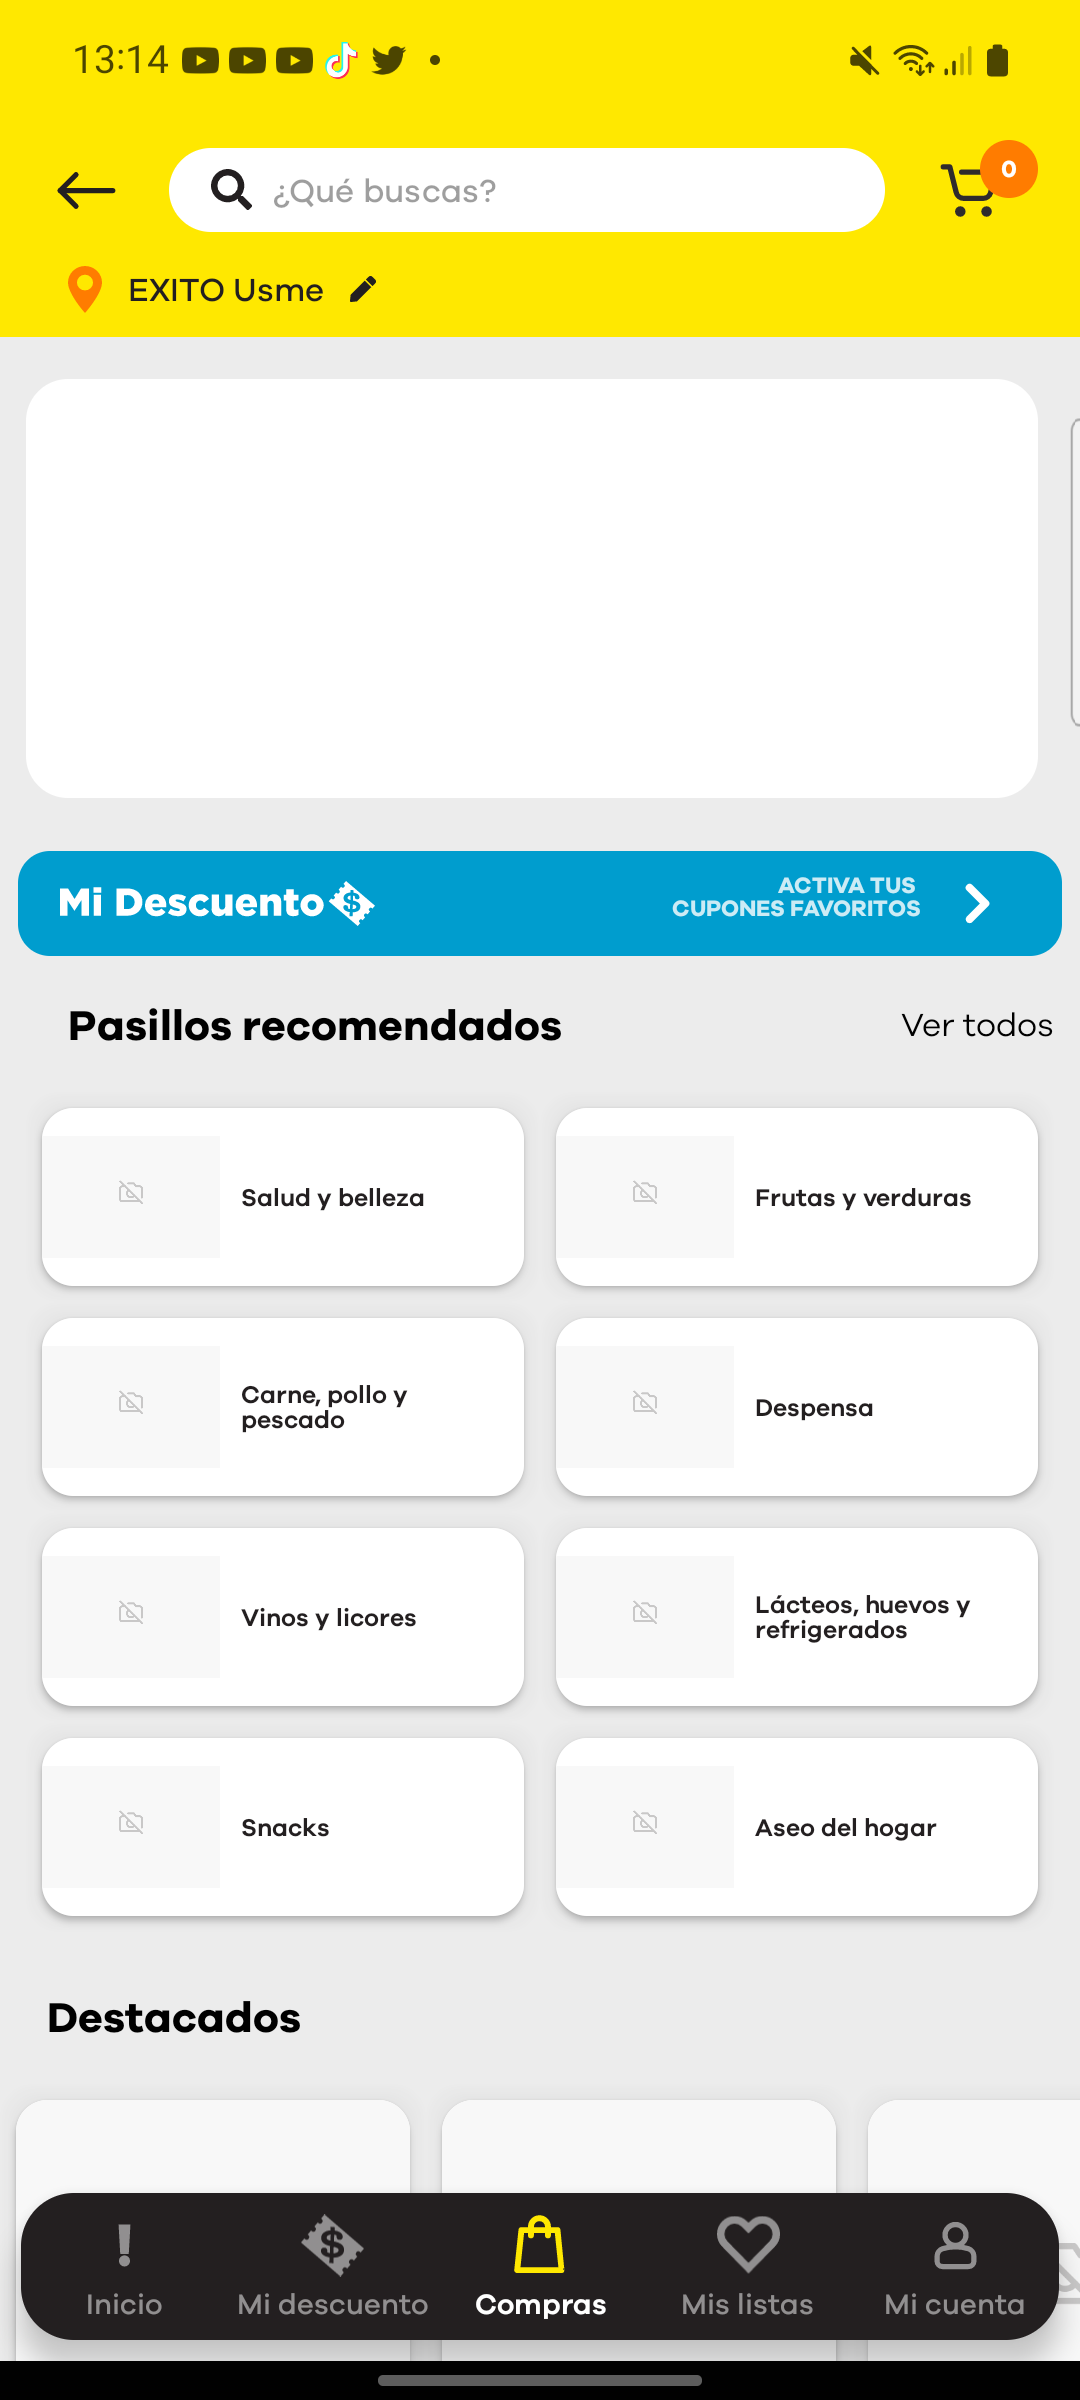 13:14
¿Qué buscas?
0
EXITO Usme
Mi Descuento
ACTIVA TUS
CUPONES FAVORITOS
Pasillos recomendados
Ver todos
Salud y belleza
Frutas y verduras
Carne, pollo y
pescado
Despensa
Vinos y licores
Lácteos, huevos y
refrigerados
Snacks
Aseo del hogar
Destacados
Inicio
Mi descuento
Compras
Mis listas
Mi cuenta